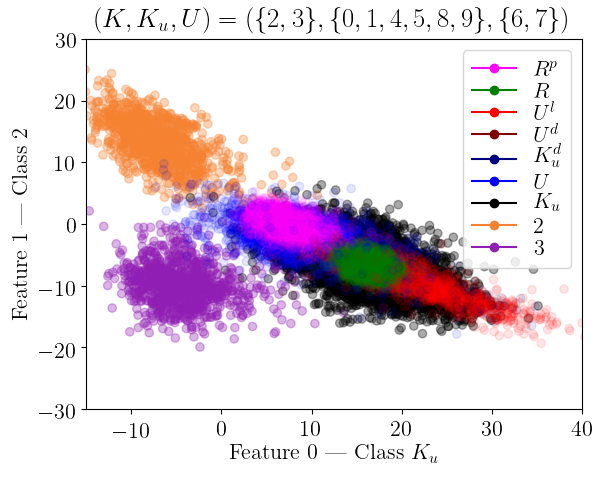 (K, K_u, U) = ({2, 3}, {0, 1, 4, 5, 8, 9}, {6, 7})
30
20
10
0
−10
−20
−30
Feature 1 — Class 2
R^p
R
U^l
U^d
K_u^d
U
K_u
2
3
−10
0
10
20
30
40
Feature 0 — Class K_u